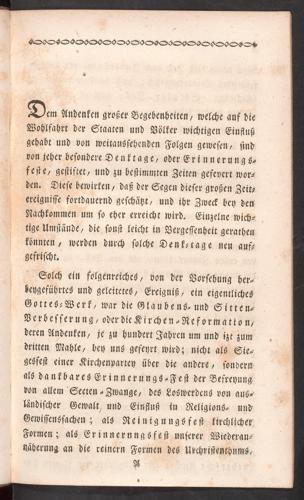 Dem Andenken großer Begebenheiten, welche auf die
Wohlfahrt der Staaten und Völker wichtigen Einfluß
gehabt und von weitaussehenden Folgen gewesen, sind
von jeher besondere Denktage, oder Erinnerungs-
feste, gestiftet, und zu bestimmten Zeiten gefeyert wor-
den. Diese bewirken, daß der Segen dieser großen Zeit-
ereignisse fortdauernd geschätzt, und ihr Zweck bey den
Nachkommen um so eher erreicht wird. Einzelne wich-
tige Umstände, die sonst leicht in Vergessenheit gerathen
könnten, werden durch solche Denktage neu auf-
gefrischt.
Solch ein folgenreiches, von der Vorsehung her-
beygeführtes und geleitetes, Ereigniß, ein eigentliches
Gottes-Werk, war die Glaubens- und Sitten-
Verbesserung, oder die Kirchen-Reformation,
deren Andenken, je zu hundert Jahren um und izt zum
dritten Mahle, bey uns gefeyrt wird; nicht als Sie-
gesfest einer Kirchenparthey über die andere, sondern
als dankbares Erinnerungs-Fest der Befreyung
von allem Secten-Zwange, des Loswerdens von aus-
ländischer Gewalt und Einfluß in Religions- und
Gewissenssachen; als Reinigungsfest kirchlicher
Formen; als Erinnerungsfest unserer Wiederan-
näherung an die reinern Formen des Urchristenthums.
A